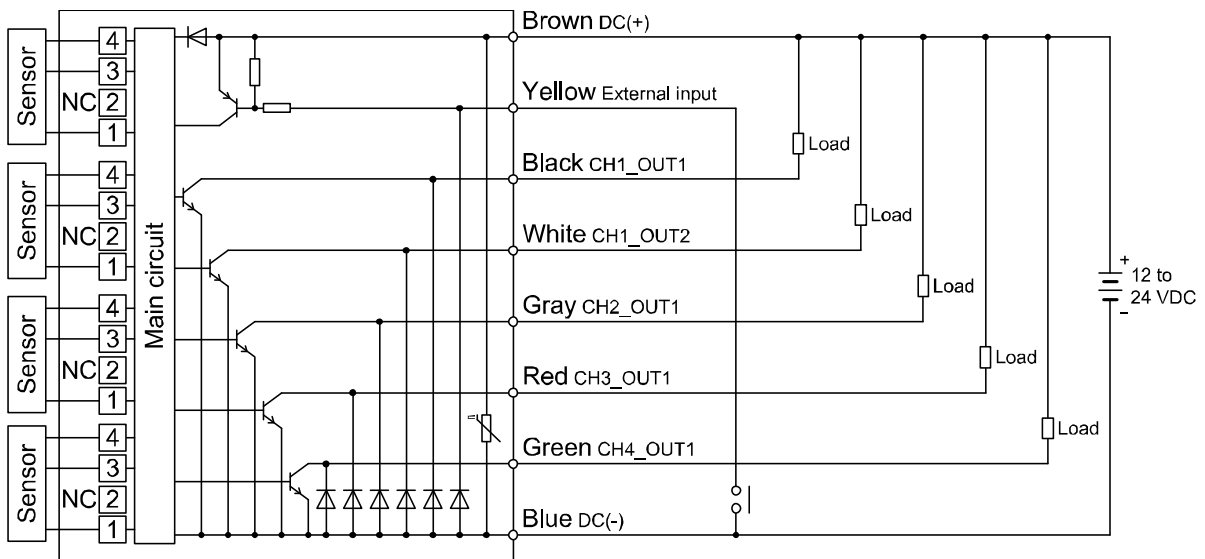 Brown DC(+)
Yellow External input
Black CH1_OUT1
White CH1_OUT2
Gray CH2_OUT1
Red CH3_OUT1
Green CH4_OUT1
Blue DC(-)
Sensor
4
3
NC 2
1
Sensor
4
3
NC 2
1
Sensor
4
3
NC 2
1
Sensor
4
3
NC 2
1
Main circuit
Load
Load
Load
Load
Load
+
12 to
24 VDC
−